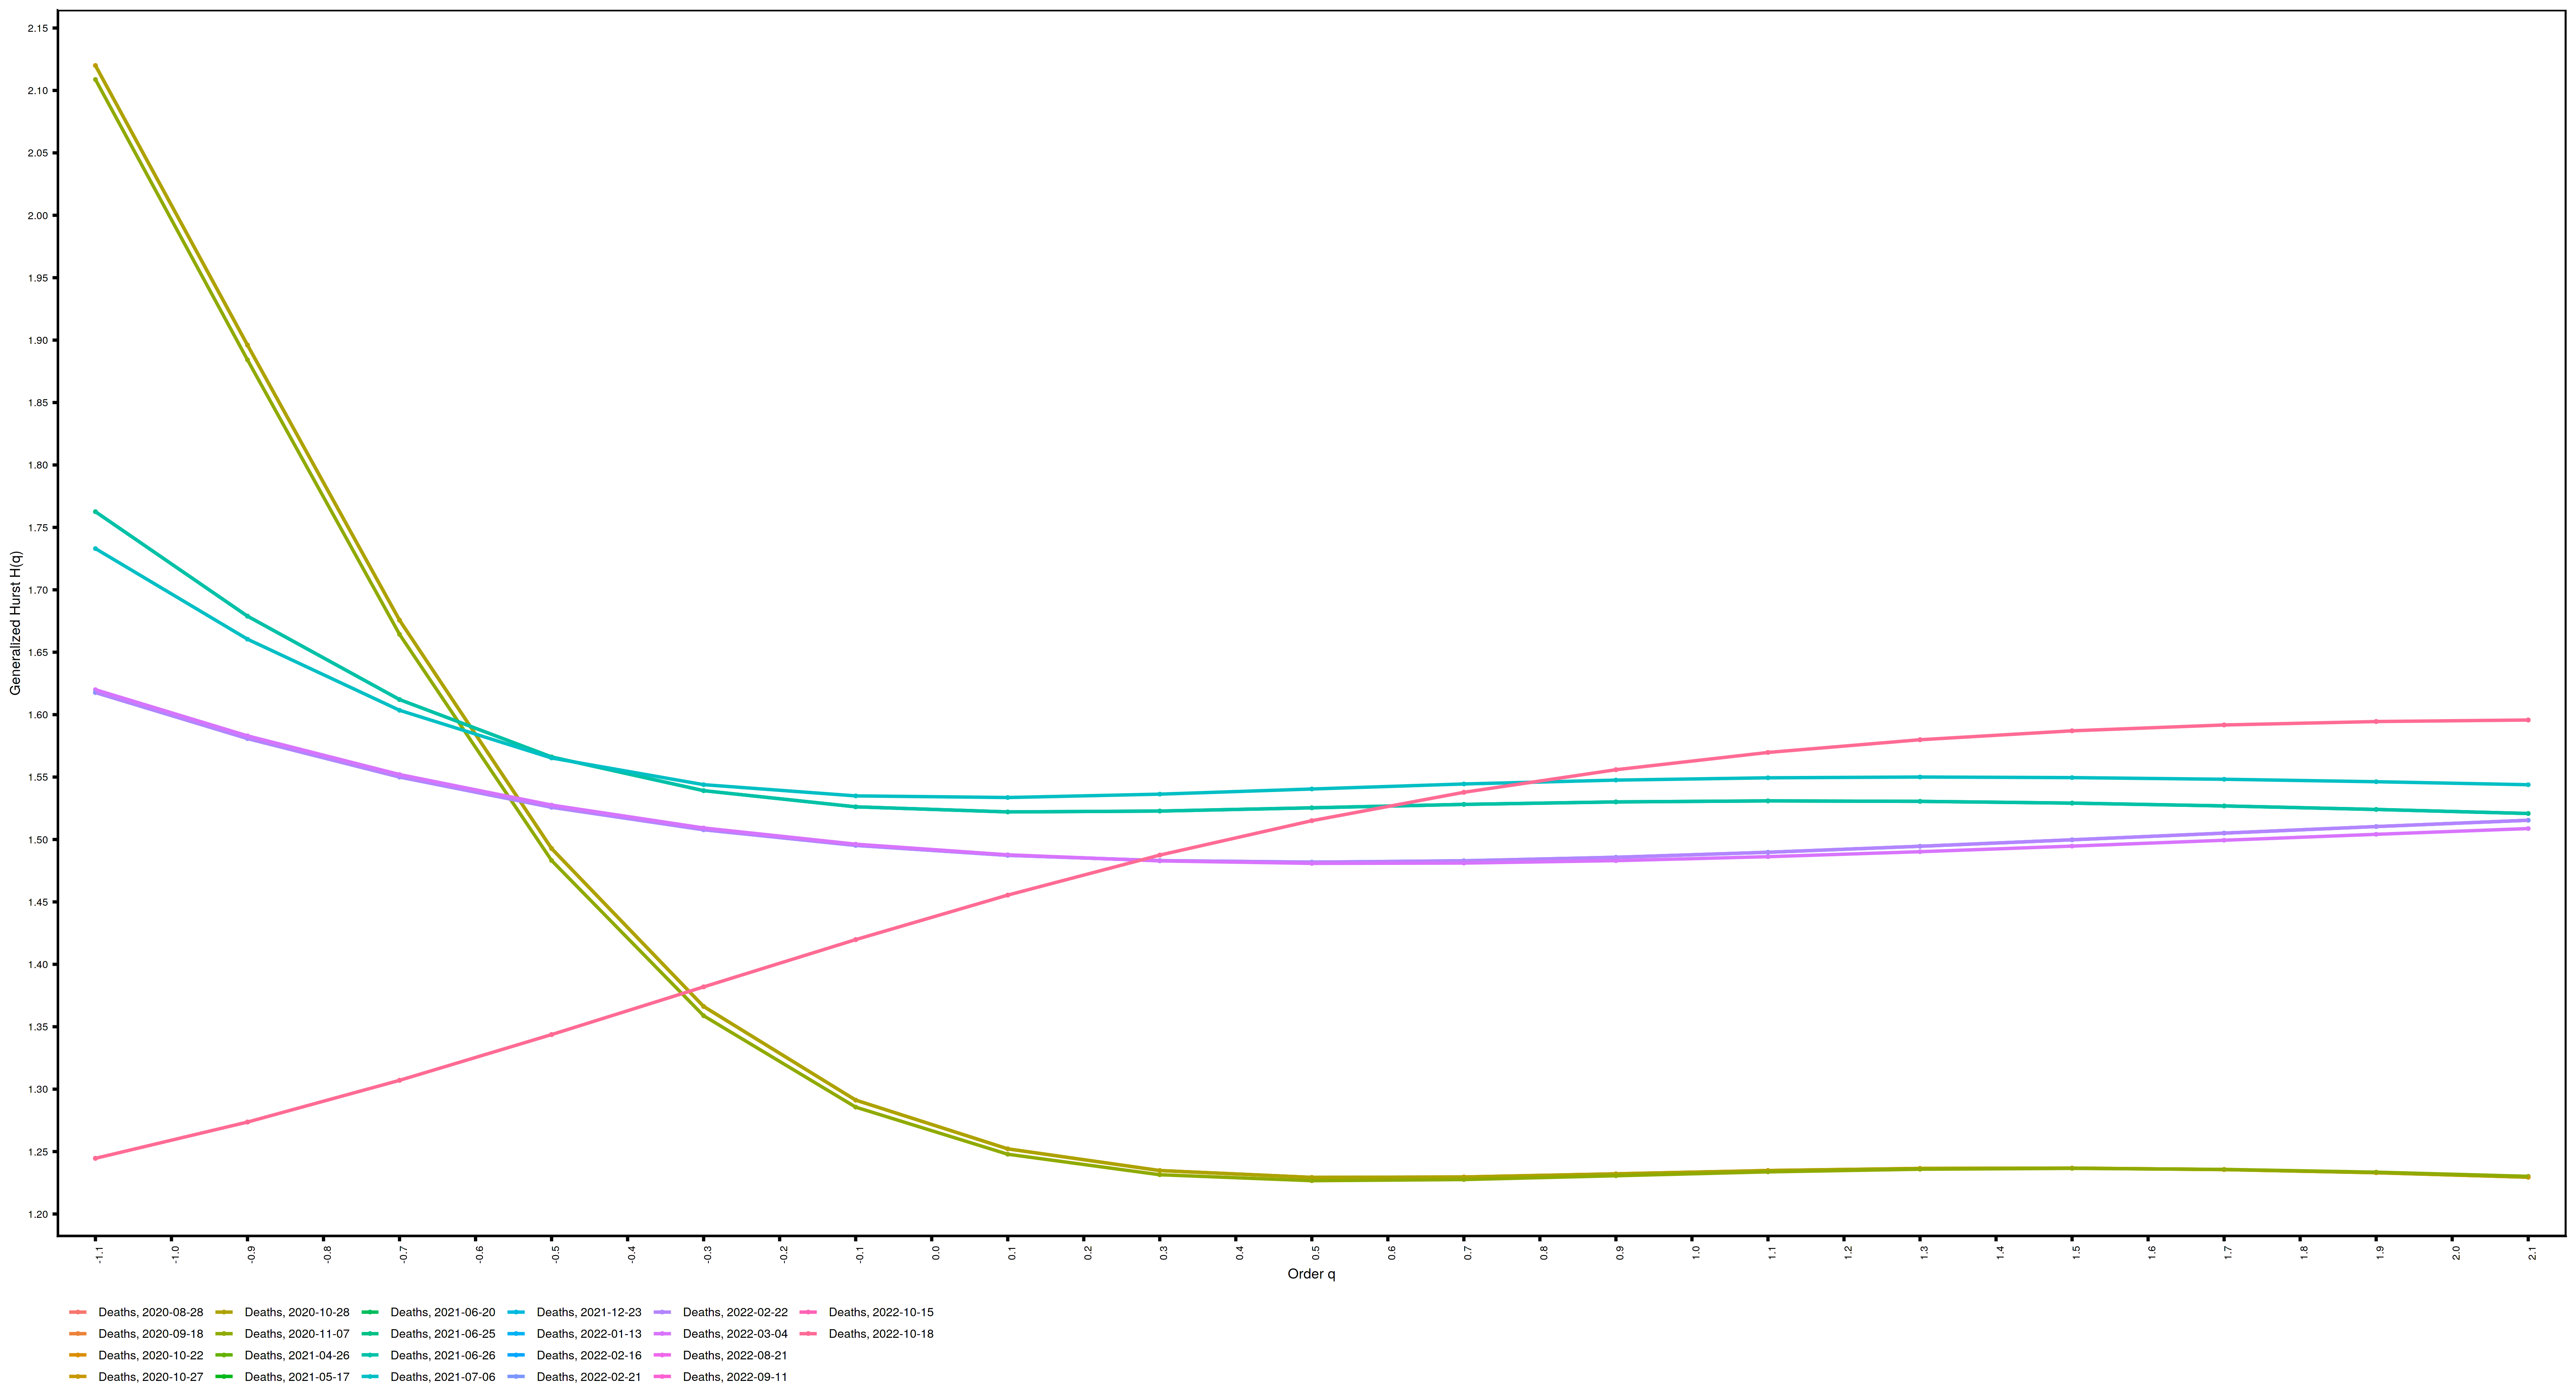 2.15
2.10
2.05
2.00
1.95
1.90
1.85
1.80
1.75
1.70
1.65
1.60
1.55
1.50
1.45
1.40
1.35
1.30
1.25
1.20
Generalized Hurst H(q)
-1.1 -1.0 -0.9 -0.8 -0.7 -0.6 -0.5 -0.4 -0.3 -0.2 -0.1 0.0 0.1 0.2 0.3 0.4 0.5 0.6 0.7 0.8 0.9 1.0 1.1 1.2 1.3 1.4 1.5 1.6 1.7 1.8 1.9 2.0 2.1
Order q
Deaths, 2020-08-28 Deaths, 2020-10-28 Deaths, 2021-06-20 Deaths, 2021-12-23 Deaths, 2022-02-22 Deaths, 2022-10-15
Deaths, 2020-09-18 Deaths, 2020-11-07 Deaths, 2021-06-25 Deaths, 2022-01-13 Deaths, 2022-03-04 Deaths, 2022-10-18
Deaths, 2020-10-22 Deaths, 2021-04-26 Deaths, 2021-06-26 Deaths, 2022-02-16 Deaths, 2022-08-21
Deaths, 2020-10-27 Deaths, 2021-05-17 Deaths, 2021-07-06 Deaths, 2022-02-21 Deaths, 2022-09-11